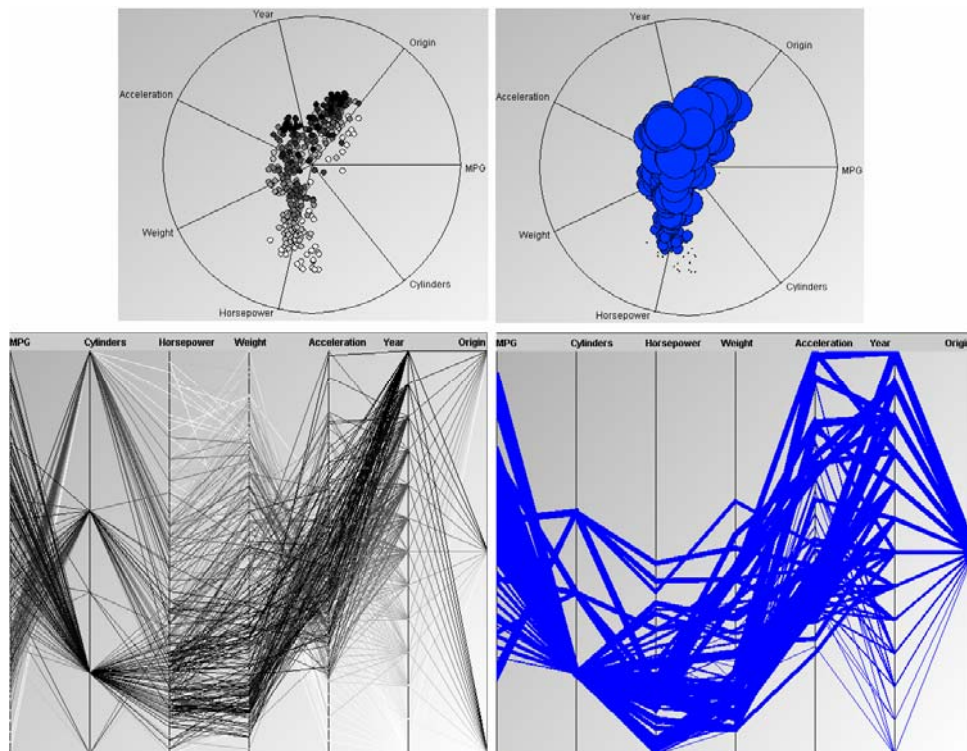 Year
Origin
Acceleration
MPG
Weight
Cylinders
Horsepower
Year
Origin
Acceleration
MPG
Weight
Cylinders
Horsepower
MPG Cylinders Horsepower Weight Acceleration Year Origin
MPG Cylinders Horsepower Weight Acceleration Year Origin